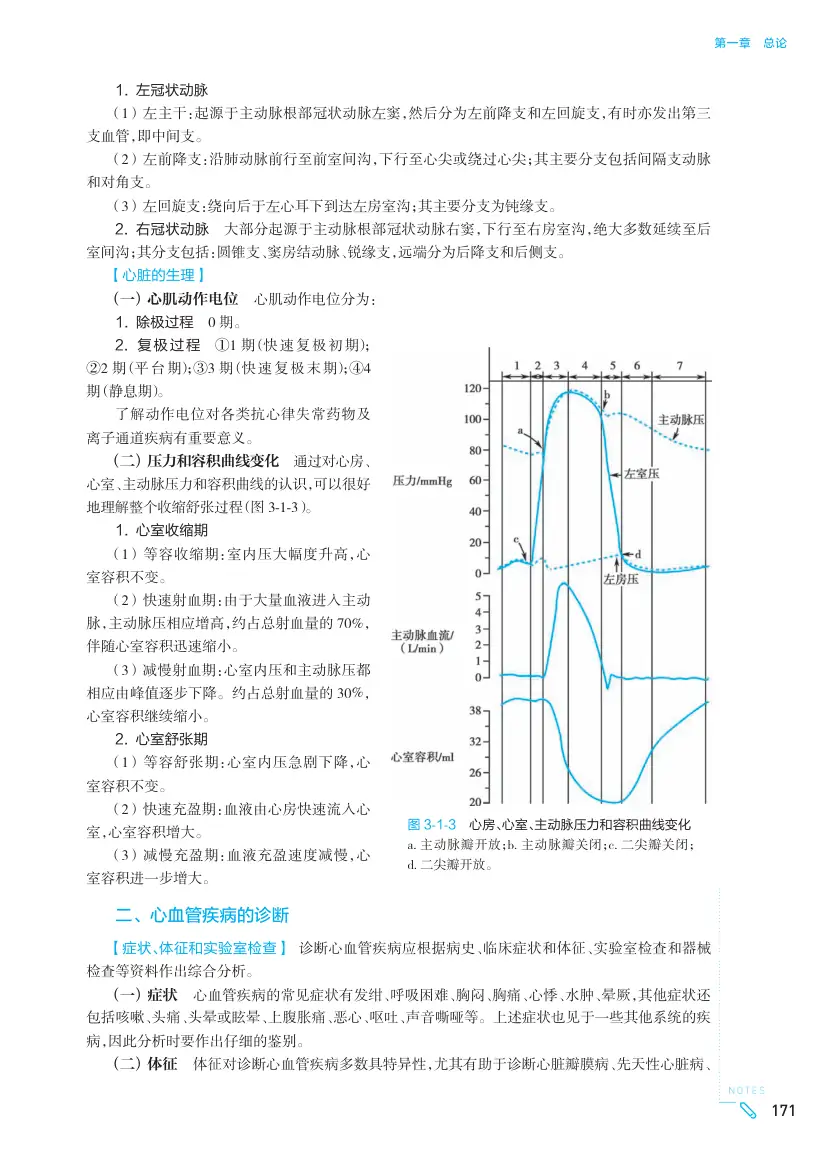 第一章 总论
1. 左冠状动脉
（1）左主干:起源于主动脉根部冠状动脉左窦,然后分为左前降支和左回旋支,有时亦发出第三
支血管,即中间支。
（2）左前降支:沿肺动脉前行至前室间沟,下行至心尖或绕过心尖;其主要分支包括间隔支动脉
和对角支。
（3）左回旋支:绕向后于左心耳下到达左房室沟;其主要分支为钝缘支。
2. 右冠状动脉 大部分起源于主动脉根部冠状动脉右窦,下行至右房室沟,绝大多数延续至后
室间沟;其分支包括:圆锥支、窦房结动脉、锐缘支,远端分为后降支和后侧支。
【心脏的生理】
（一）心肌动作电位 心肌动作电位分为:
1. 除极过程 0 期。
2. 复极过程 ①1 期(快速复极初期);
②2 期(平台期);③3 期(快速复极末期);④4
期(静息期)。
了解动作电位对各类抗心律失常药物及
离子通道疾病有重要意义。
（二）压力和容积曲线变化 通过对心房、
心室、主动脉压力和容积曲线的认识,可以很好
地理解整个收缩舒张过程(图 3-1-3)。
1. 心室收缩期
（1）等容收缩期:室内压大幅度升高,心
室容积不变。
（2）快速射血期:由于大量血液进入主动
脉,主动脉压相应增高,约占总射血量的 70%,
伴随心室容积迅速缩小。
（3）减慢射血期:心室内压和主动脉压都
相应由峰值逐步下降。约占总射血量的 30%,
心室容积继续缩小。
2. 心室舒张期
（1）等容舒张期:心室内压急剧下降,心
室容积不变。
（2）快速充盈期:血液由心房快速流入心
室,心室容积增大。
（3）减慢充盈期:血液充盈速度减慢,心
室容积进一步增大。
1 2 3 4 5 6 7
120
100
80
60
40
20
0
压力/mmHg
a
b
c
d
主动脉压
左室压
左房压
5
4
3
2
1
0
主动脉血流/
（L/min）
38
32
26
20
心室容积/ml
图 3-1-3 心房、心室、主动脉压力和容积曲线变化
a. 主动脉瓣开放;b. 主动脉瓣关闭;c. 二尖瓣关闭;
d. 二尖瓣开放。
二、心血管疾病的诊断
【症状、体征和实验室检查】 诊断心血管疾病应根据病史、临床症状和体征、实验室检查和器械
检查等资料作出综合分析。
（一）症状 心血管疾病的常见症状有发绀、呼吸困难、胸闷、胸痛、心悸、水肿、晕厥,其他症状还
包括咳嗽、头痛、头晕或眩晕、上腹胀痛、恶心、呕吐、声音嘶哑等。上述症状也见于一些其他系统的疾
病,因此分析时要作出仔细的鉴别。
（二）体征 体征对诊断心血管疾病多数具特异性,尤其有助于诊断心脏瓣膜病、先天性心脏病、
NOTES
171